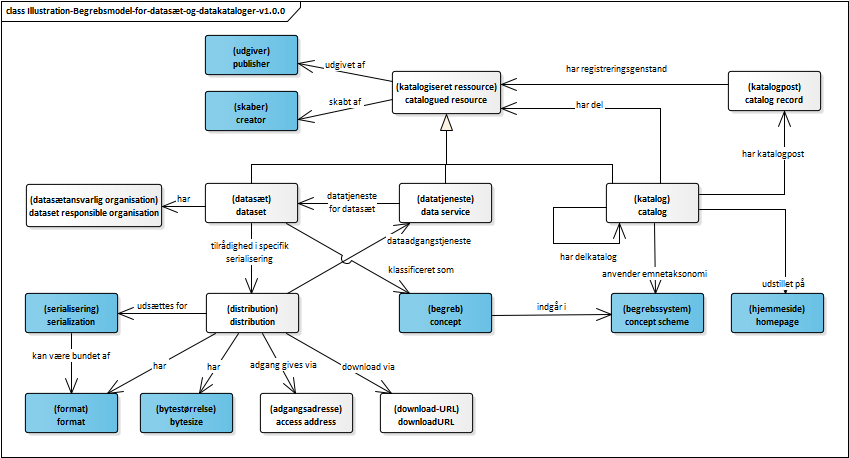 class Illustration-Begrebsmodel-for-datasæt-og-datakataloger-v1.0.0
(udgiver)
publisher
udgivet af
(katalogiseret ressource)
catalogued resource
har registreringsgenstand
(katalogpost)
catalog record
(skaber)
creator
skabt af
har del
har katalogpost
(datasætansvarlig organisation)
dataset responsible organisation
har
(datasæt)
dataset
datatjeneste
for datasæt
(datatjeneste)
data service
(katalog)
catalog
tilrådighed i specifik
serialisering
dataadgangstjeneste
har delkatalog
klassificeret som
anvender emnetaksonomi
udstillet på
(serialisering)
serialization
udsættes for
(distribution)
distribution
(begreb)
concept
indgår i
(begrebssystem)
concept scheme
(hjemmeside)
homepage
kan være bundet af
har
har
adgang gives via
download via
(format)
format
(bytestørrelse)
bytesize
(adgangsadresse)
access address
(download-URL)
downloadURL